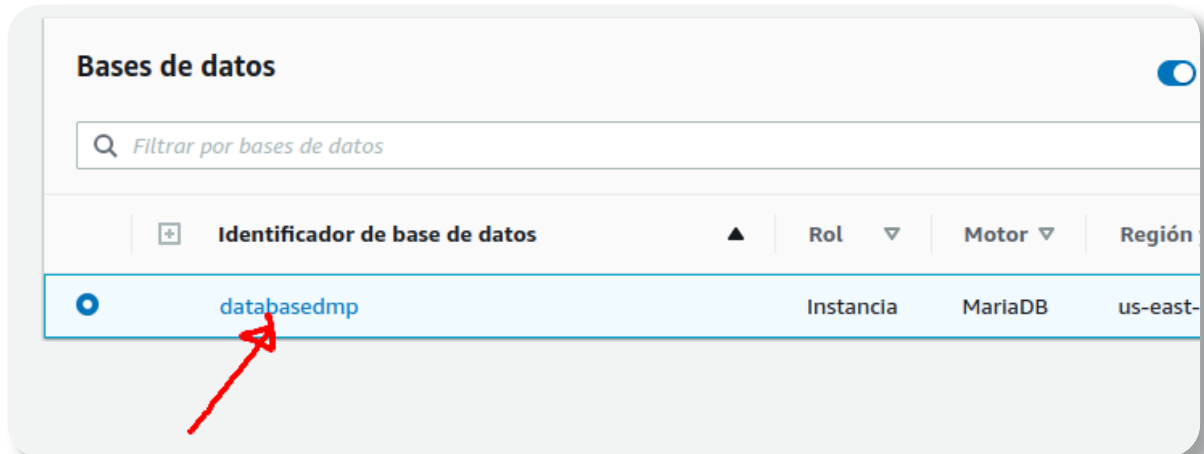 Bases de datos
Filtrar por bases de datos
Identificador de base de datos Rol Motor Región
databasedmp Instancia MariaDB us-east-